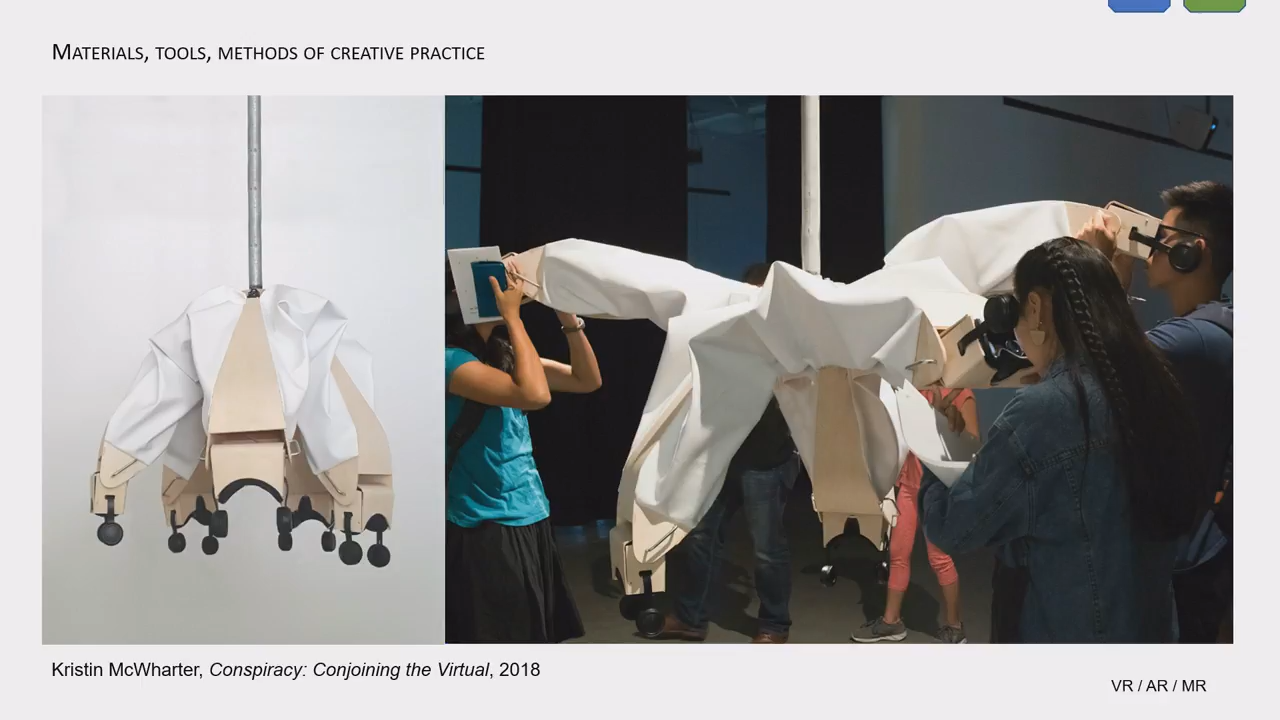 Materials, tools, methods of creative practice
Kristin McWharter, Conspiracy: Conjoining the Virtual, 2018
VR / AR / MR